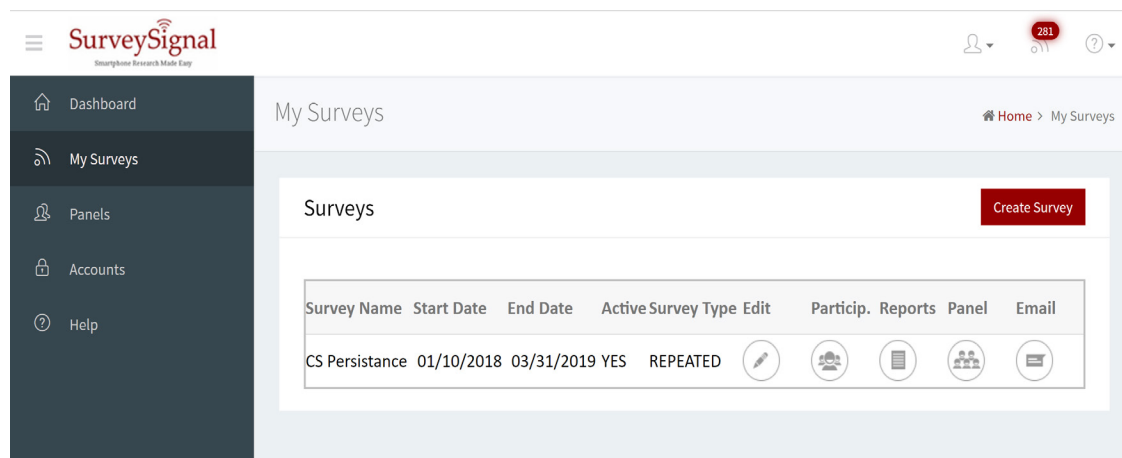 SurveySignal
Smartphone Research Made Easy
281
Dashboard
My Surveys
Panels
Accounts
Help
My Surveys
Home > My Surveys
Surveys
Create Survey
Survey Name Start Date End Date Active Survey Type Edit Particip. Reports Panel Email
CS Persistance 01/10/2018 03/31/2019 YES REPEATED